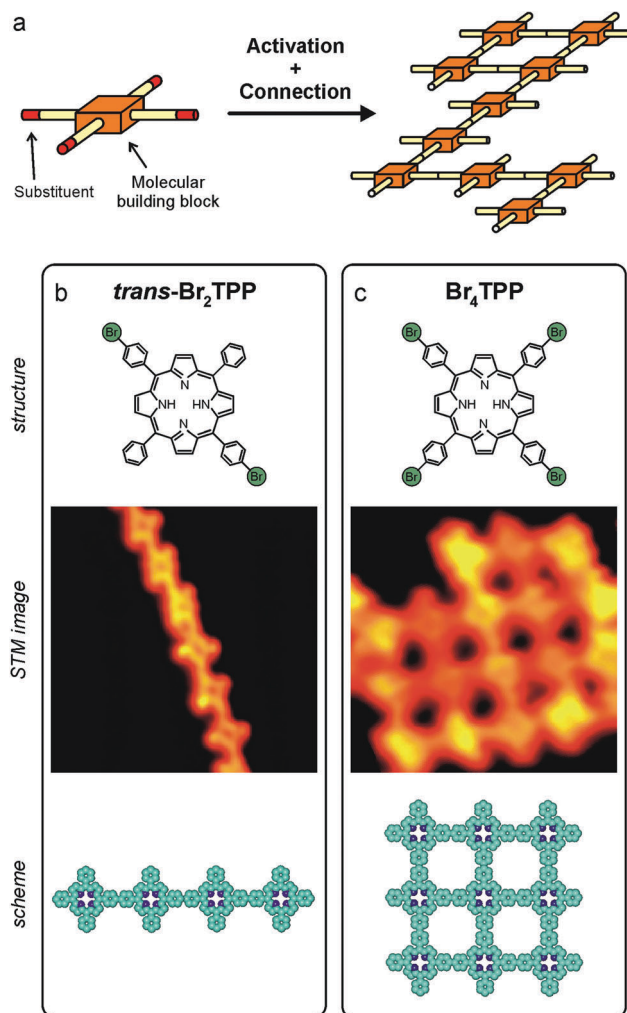 a
Activation
+
Connection
Substituent
Molecular
building block
b
trans-Br₂TPP
c
Br₄TPP
structure
Br
N
NH
HN
N
Br
Br
Br
N
NH
HN
N
Br
Br
STM image
scheme